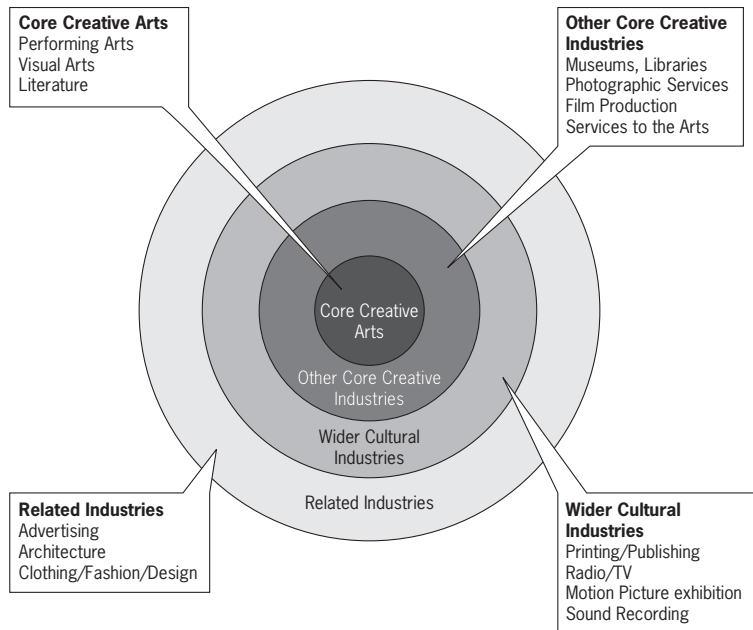 Core Creative Arts
Performing Arts
Visual Arts
Literature
Other Core Creative
Industries
Museums, Libraries
Photographic Services
Film Production
Services to the Arts
Core Creative
Arts
Other Core Creative
Industries
Wider Cultural
Industries
Related Industries
Related Industries
Advertising
Architecture
Clothing/Fashion/Design
Wider Cultural
Industries
Printing/Publishing
Radio/TV
Motion Picture exhibition
Sound Recording